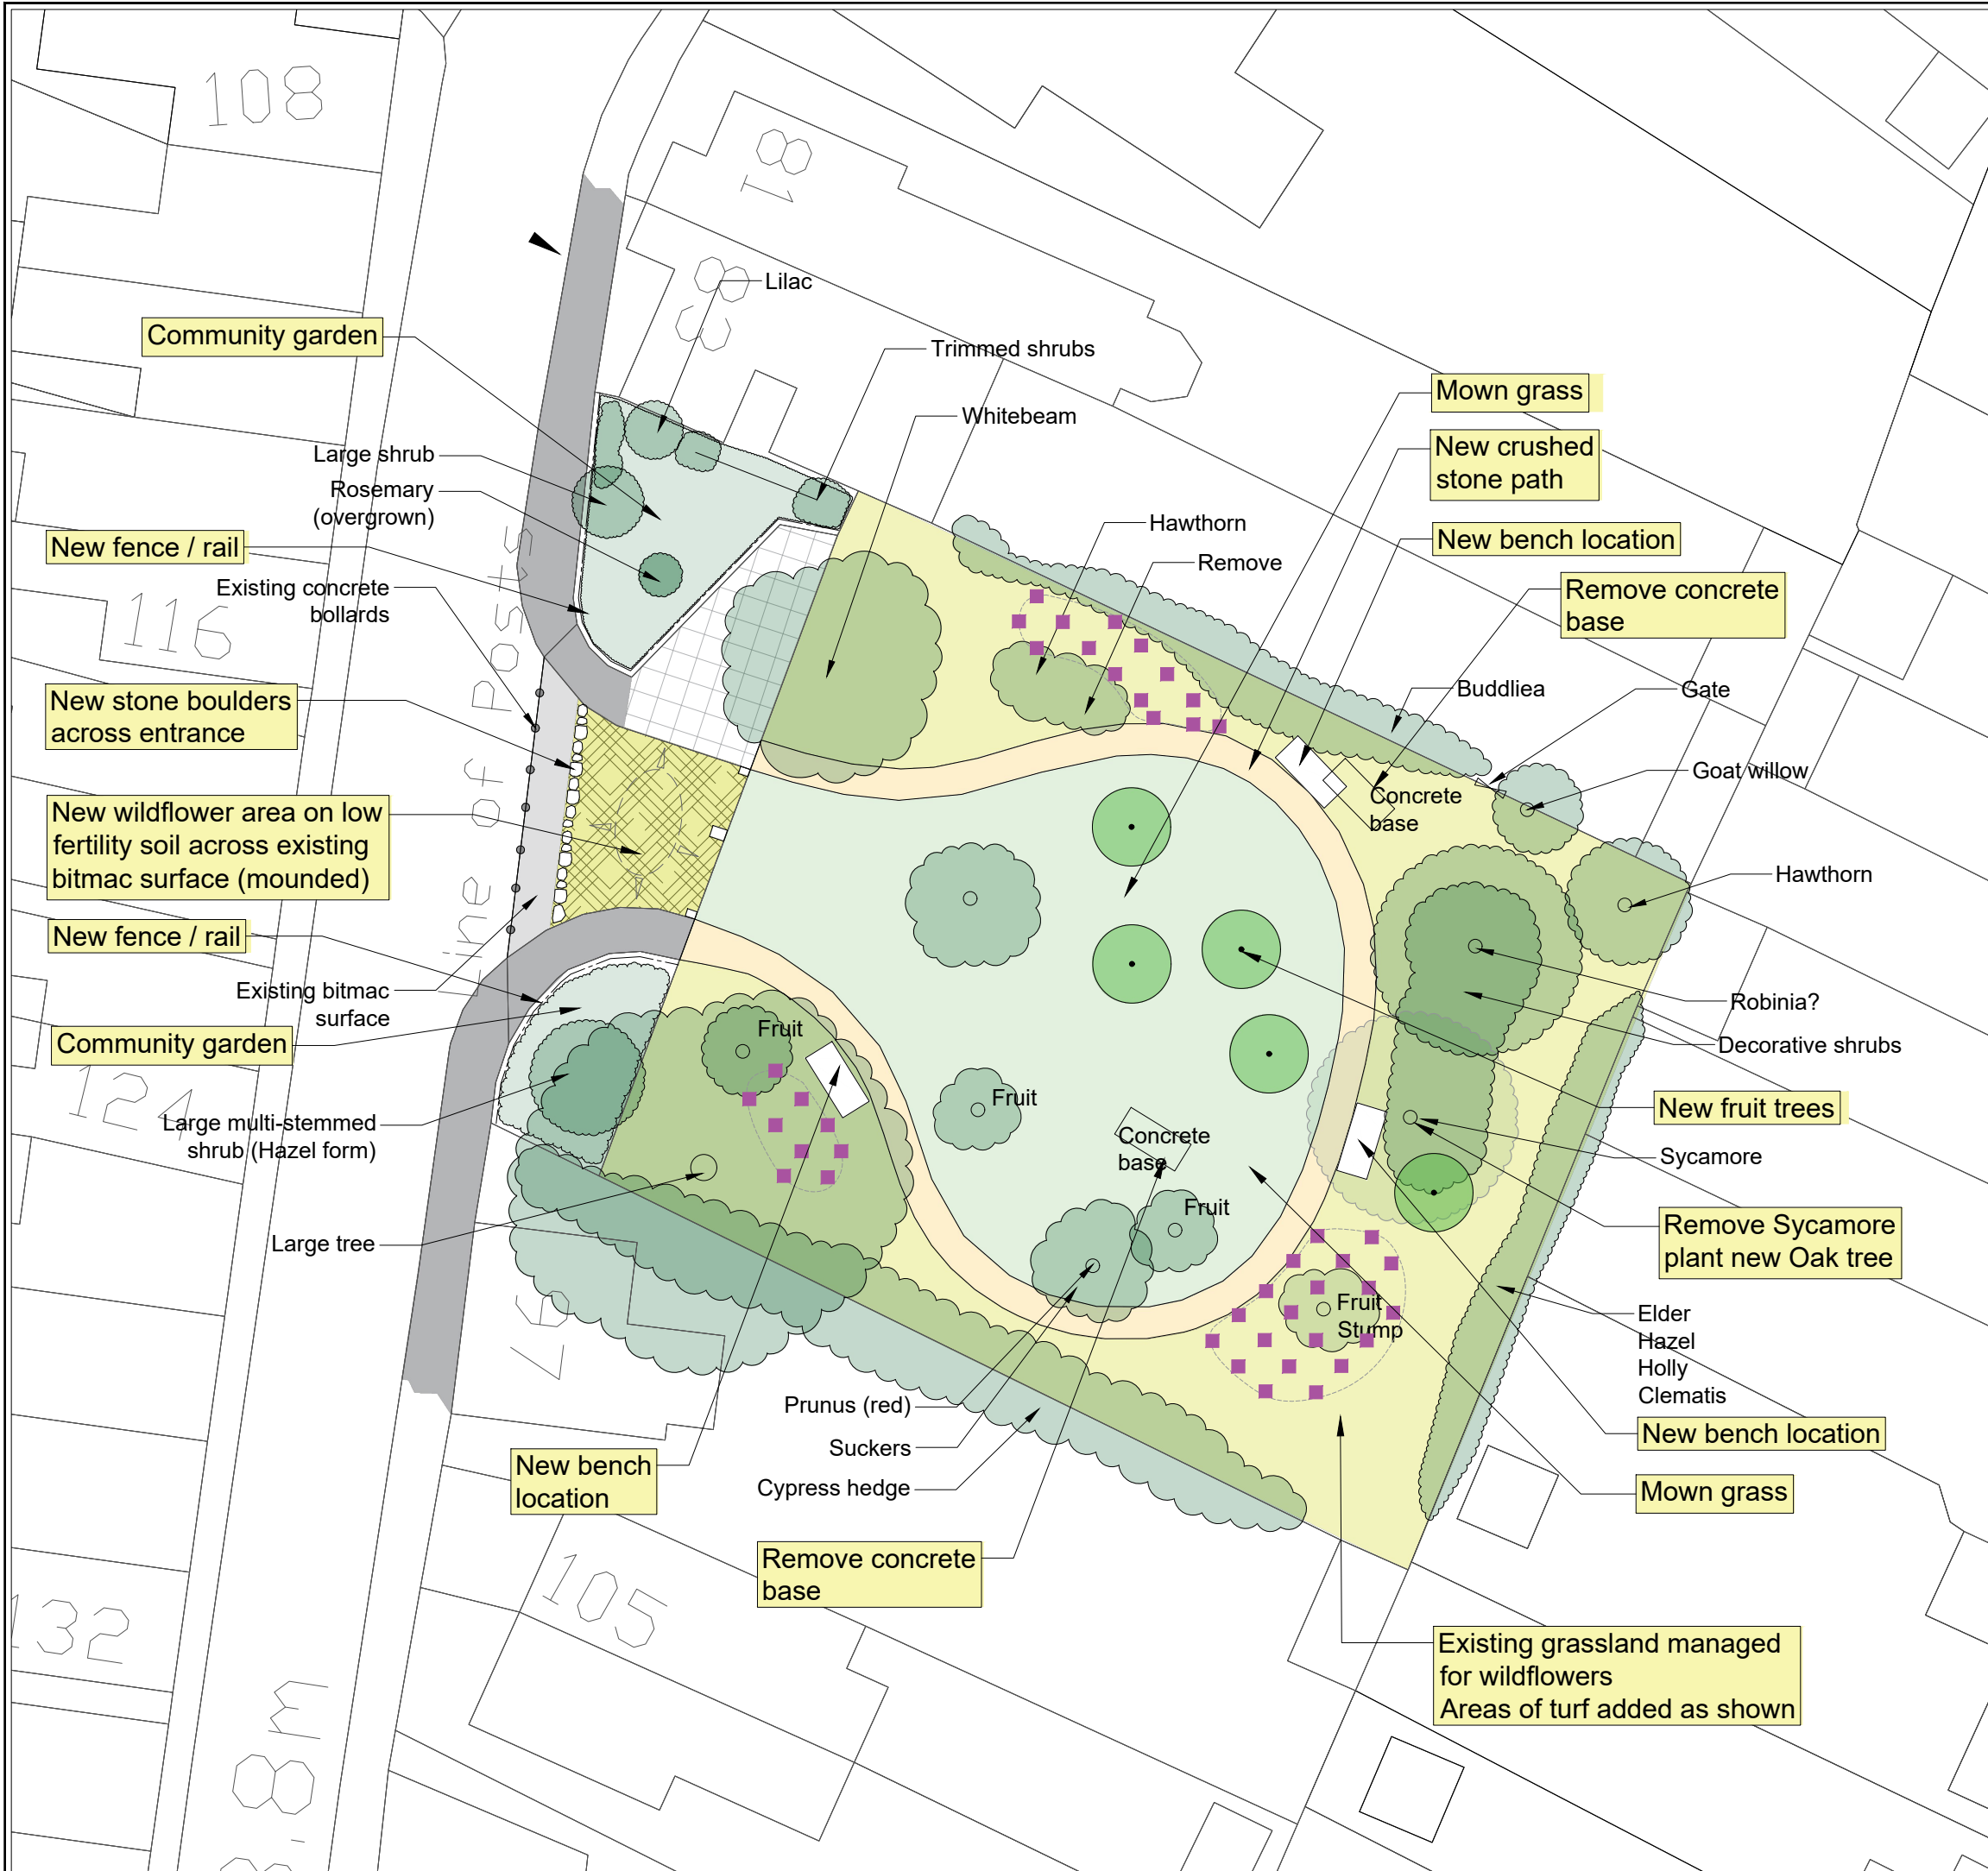 108
18
Lilac
83
Community garden
Trimmed shrubs
Mown grass
Whitebeam
New crushed
stone path
Large shrub
Rosemary
(overgrown)
Hawthorn
New bench location
New fence / rail
Remove
Existing concrete
bollards
Remove concrete
base
116
Line of Posts
New stone boulders
across entrance
Buddliea
Gate
Goat willow
New wildflower area on low
fertility soil across existing
bitmac surface (mounded)
Concrete
base
Hawthorn
New fence / rail
Existing bitmac
surface
Robinia?
Fruit
Community garden
Decorative shrubs
124
Fruit
New fruit trees
Large multi-stemmed
shrub (Hazel form)
Concrete
base
Sycamore
Fruit
Remove Sycamore
plant new Oak tree
Large tree
Fruit
Stump
Elder
Hazel
Holly
Clematis
Prunus (red)
Suckers
New bench location
New bench
location
Cypress hedge
Mown grass
Remove concrete
base
105
132
Existing grassland managed
for wildflowers
Areas of turf added as shown